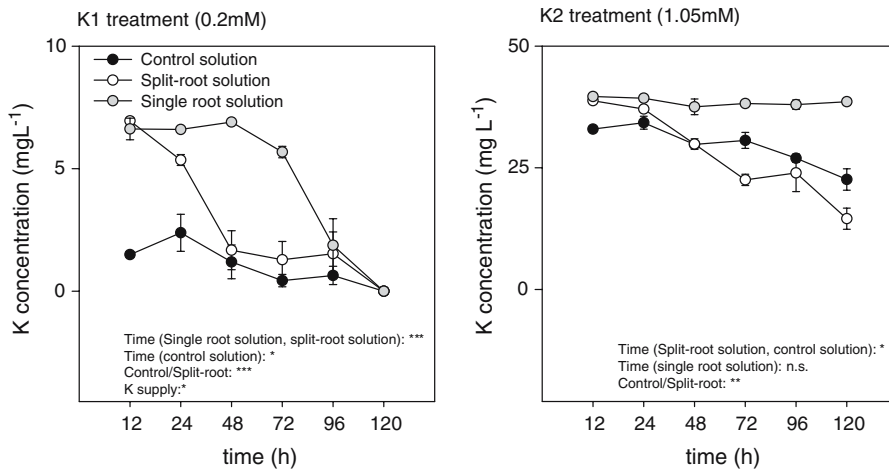 K1 treatment (0.2mM)
10
5
0
K concentration (mgL-1)
Control solution
Split-root solution
Single root solution
Time (Single root solution, split-root solution): ***
Time (control solution): *
Control/Split-root: ***
K supply:*
12 24 48 72 96 120
time (h)
K2 treatment (1.05mM)
50
25
0
K concentration (mg L-1)
Time (Split-root solution, control solution): *
Time (single root solution): n.s.
Control/Split-root: **
12 24 48 72 96 120
time (h)